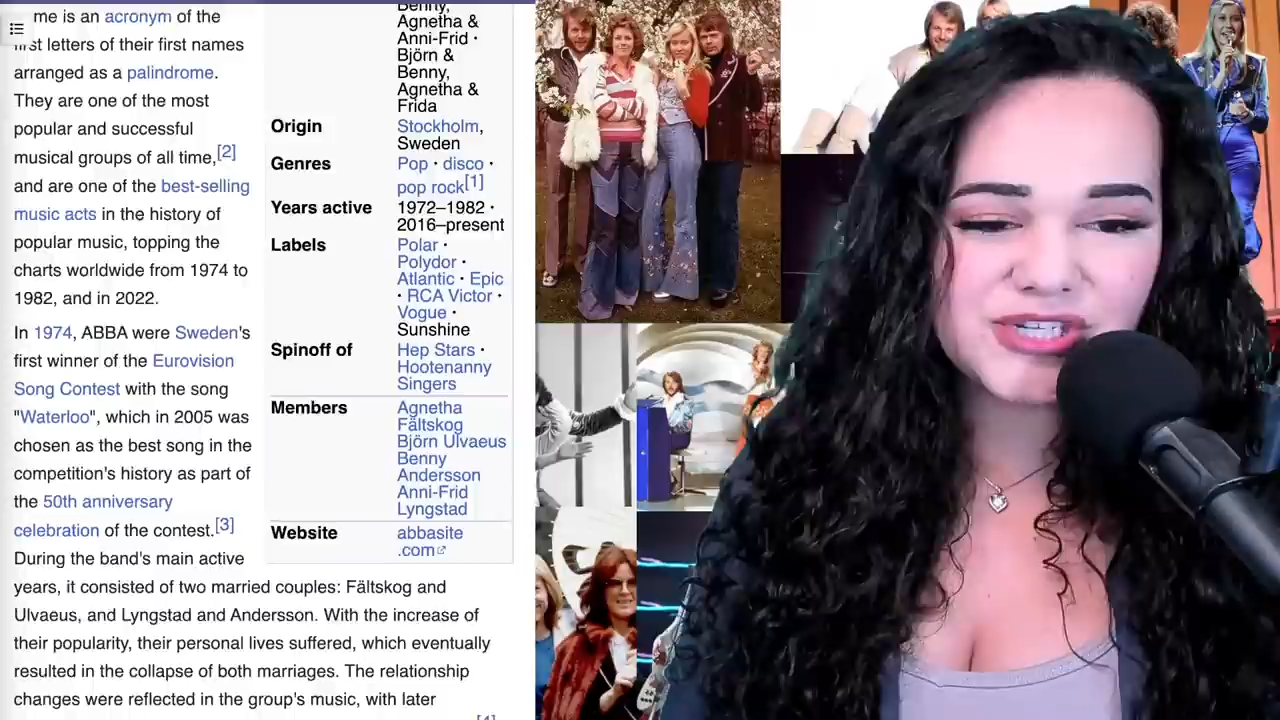 me is an acronym of the
first letters of their first names
arranged as a palindrome.
They are one of the most
popular and successful
musical groups of all time,[2]
and are one of the best-selling
music acts in the history of
popular music, topping the
charts worldwide from 1974 to
1982, and in 2022.
In 1974, ABBA were Sweden's
first winner of the Eurovision
Song Contest with the song
"Waterloo", which in 2005 was
chosen as the best song in the
competition's history as part of
the 50th anniversary
celebration of the contest.[3]
During the band's main active
years, it consisted of two married couples: Fältskog and
Ulvaeus, and Lyngstad and Andersson. With the increase of
their popularity, their personal lives suffered, which eventually
resulted in the collapse of both marriages. The relationship
changes were reflected in the group's music, with later
[4]
Benny,
Agnetha &
Anni-Frid ·
Björn &
Benny,
Agnetha &
Frida
Origin Stockholm,
Sweden
Genres Pop · disco ·
pop rock[1]
Years active 1972–1982 ·
2016–present
Labels Polar ·
Polydor ·
Atlantic · Epic
· RCA Victor ·
Vogue ·
Sunshine
Spinoff of Hep Stars ·
Hootenanny
Singers
Members Agnetha
Fältskog
Björn Ulvaeus
Benny
Andersson
Anni-Frid
Lyngstad
Website abbasite
.com